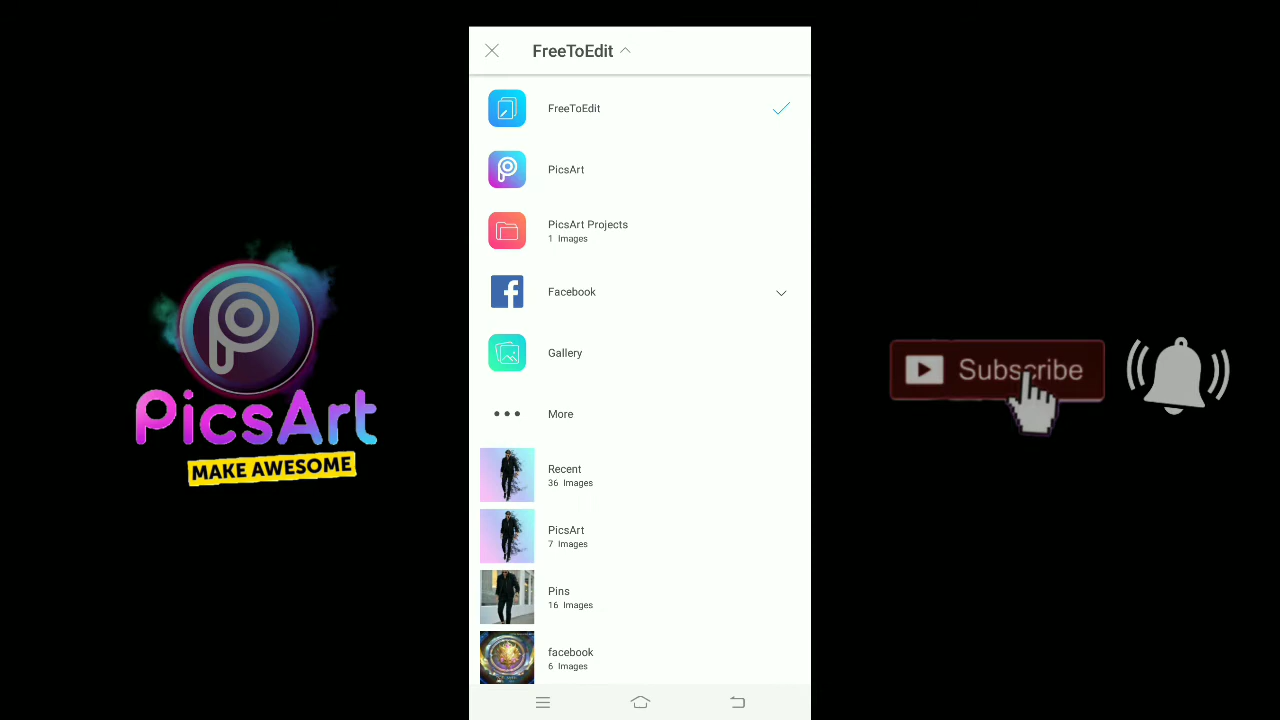 FreeToEdit
FreeToEdit
PicsArt
PicsArt Projects
1 Images
Facebook
Gallery
More
Recent
36 Images
PicsArt
7 Images
Pins
16 Images
facebook
6 Images
PicsArt
MAKE AWESOME
Subscribe